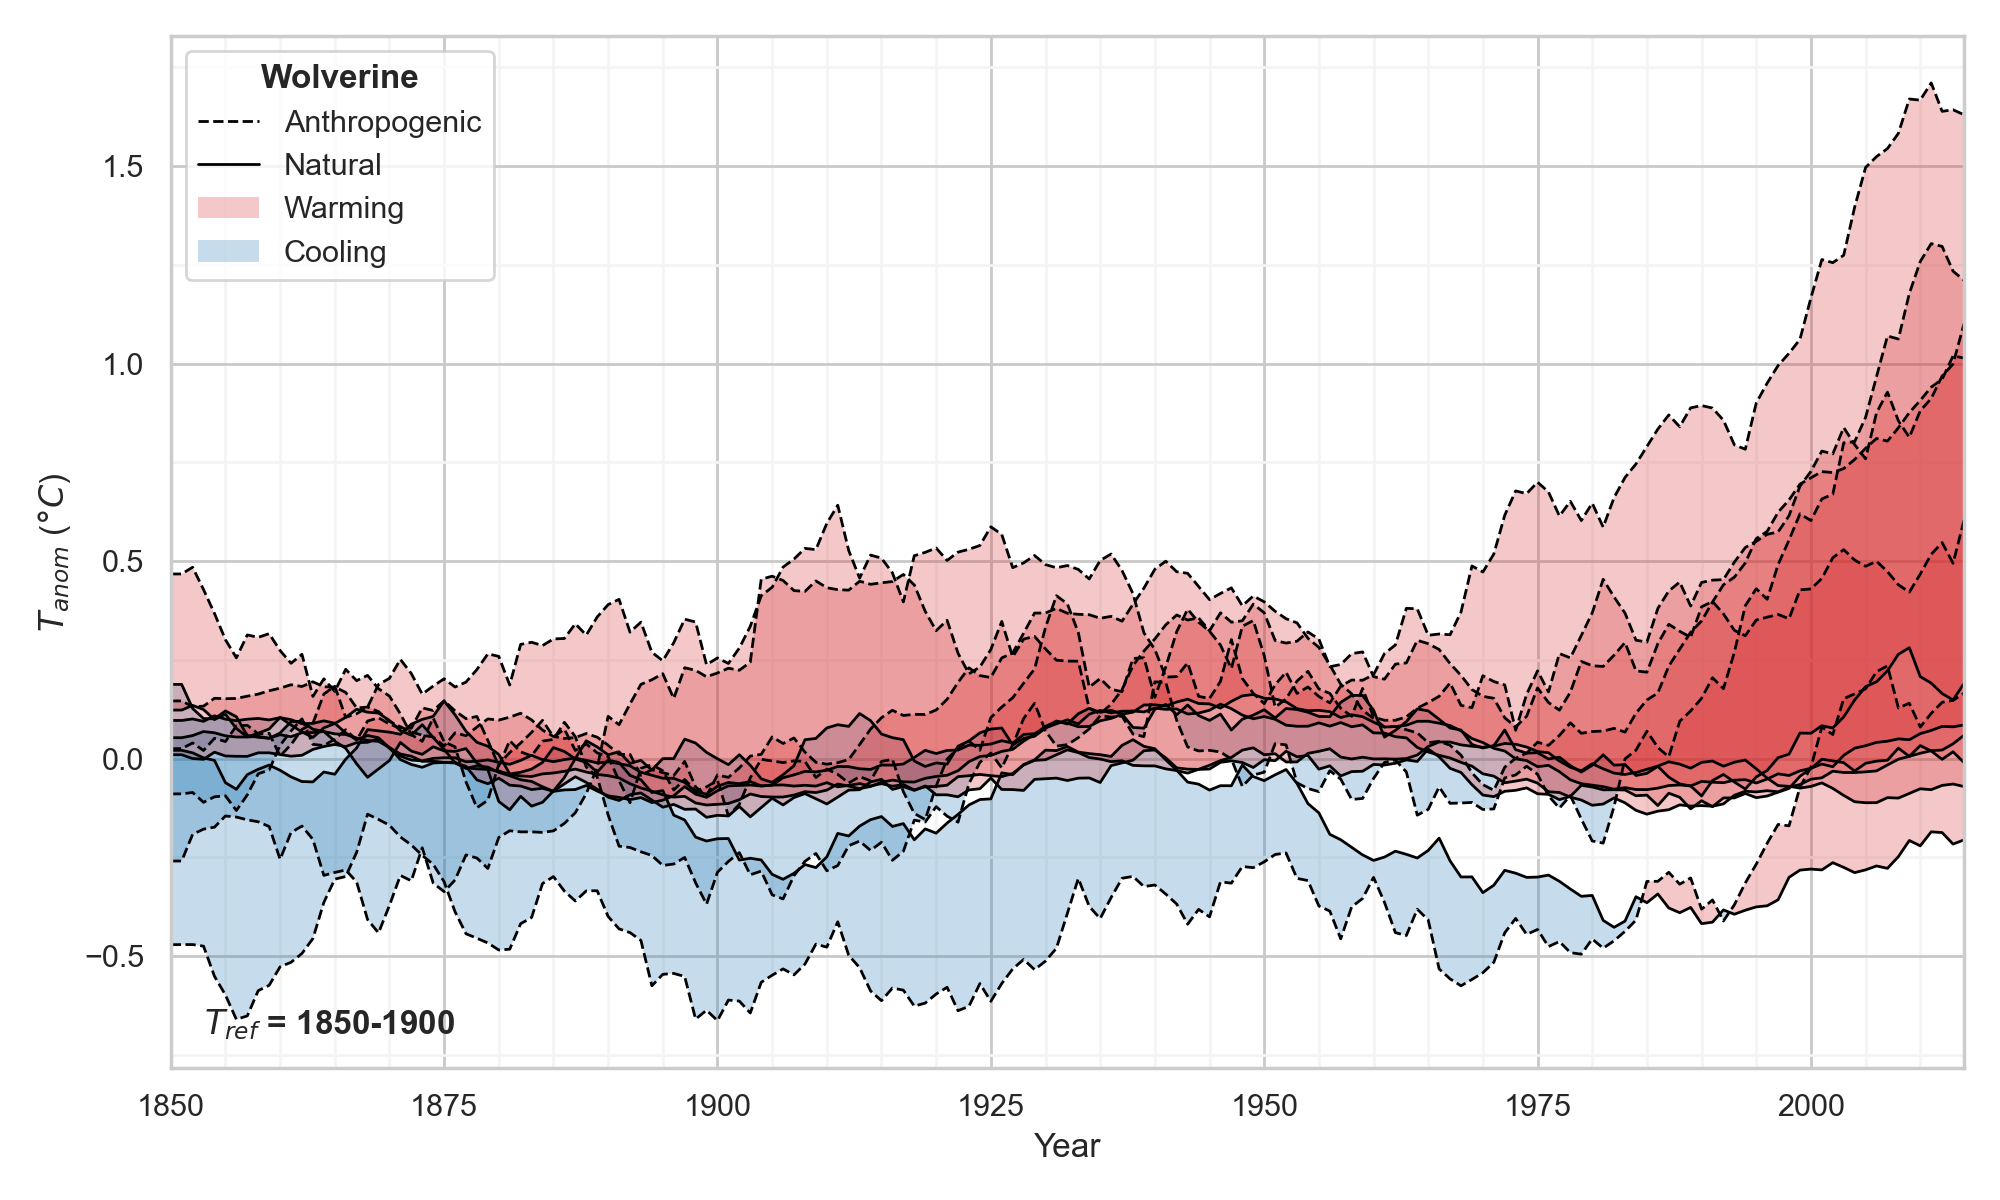 Wolverine
Anthropogenic
Natural
Warming
Cooling
1.5
1.0
0.5
0.0
−0.5
T_anom (°C)
T_ref = 1850-1900
1850 1875 1900 1925 1950 1975 2000
Year